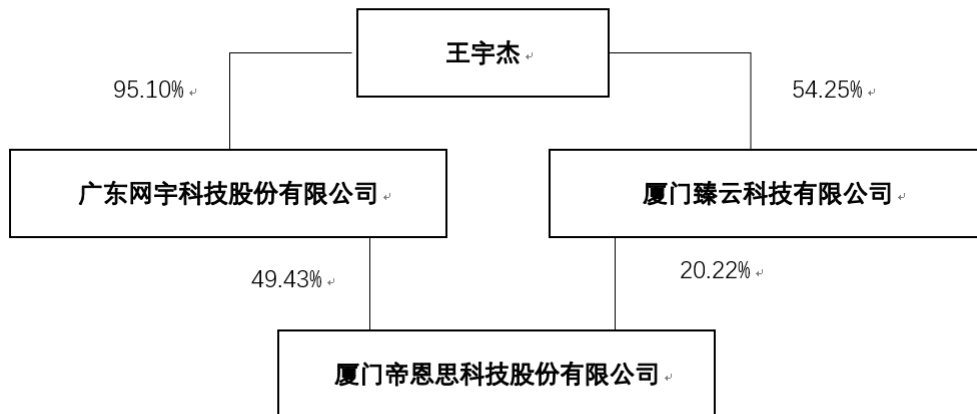 王宇杰
95.10%
54.25%
广东网宇科技股份有限公司
厦门臻云科技有限公司
49.43%
20.22%
厦门帝恩思科技股份有限公司